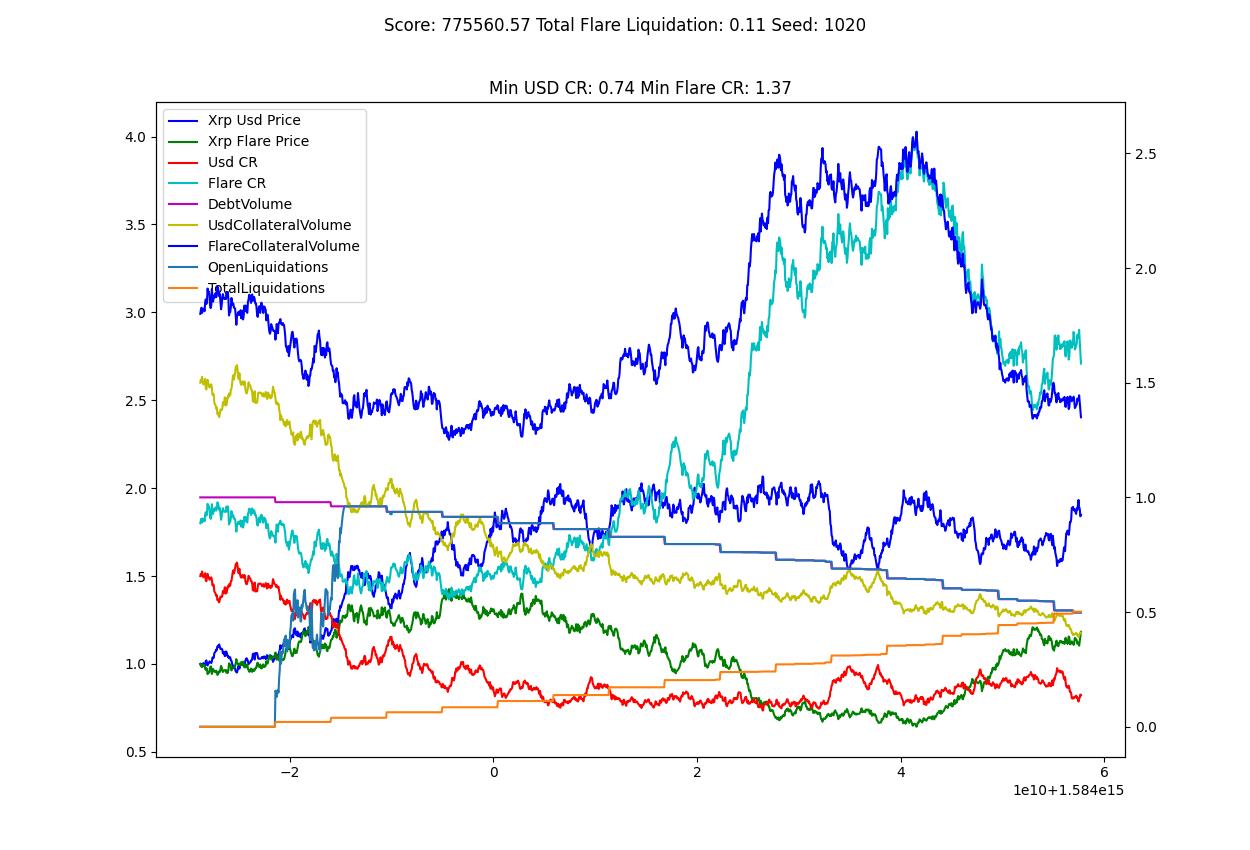 Score: 775560.57 Total Flare Liquidation: 0.11 Seed: 1020
Min USD CR: 0.74 Min Flare CR: 1.37
Xrp Usd Price
Xrp Flare Price
Usd CR
Flare CR
DebtVolume
UsdCollateralVolume
FlareCollateralVolume
OpenLiquidations
TotalLiquidations
4.0
3.5
3.0
2.5
2.0
1.5
1.0
0.5
2.5
2.0
1.5
1.0
0.5
0.0
−2 0 2 4 6
1e10+1.584e15